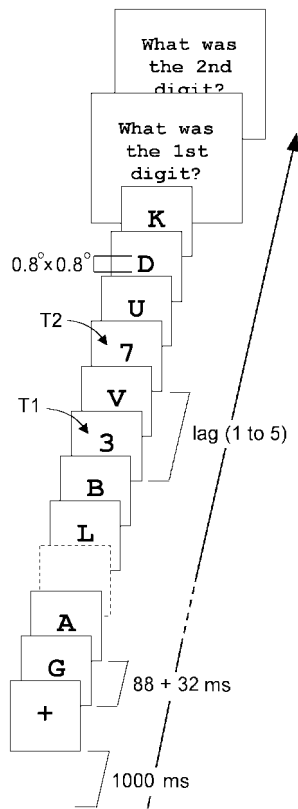 What was
the 2nd
digit?
What was
the 1st
digit?
K
0.8°×0.8°
D
U
T2
7
V
lag (1 to 5)
T1
3
B
L
A
G
88 + 32 ms
+
1000 ms